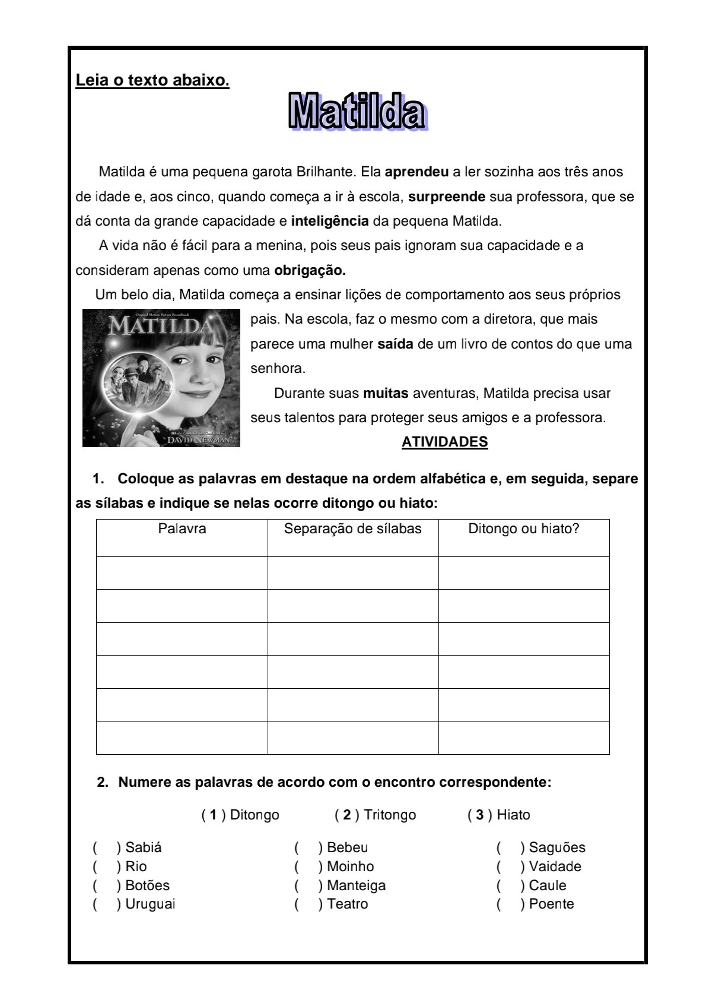 Leia o texto abaixo.
Matilda
Matilda é uma pequena garota Brilhante. Ela aprendeu a ler sozinha aos três anos
de idade e, aos cinco, quando começa a ir à escola, surpreende sua professora, que se
dá conta da grande capacidade e inteligência da pequena Matilda.
A vida não é fácil para a menina, pois seus pais ignoram sua capacidade e a
consideram apenas como uma obrigação.
Um belo dia, Matilda começa a ensinar lições de comportamento aos seus próprios
pais. Na escola, faz o mesmo com a diretora, que mais
parece uma mulher saída de um livro de contos do que uma
senhora.
Durante suas muitas aventuras, Matilda precisa usar
seus talentos para proteger seus amigos e a professora.
Original Motion Picture Soundtrack
MATILDA
DAVID NEWMAN
ATIVIDADES
1. Coloque as palavras em destaque na ordem alfabética e, em seguida, separe
as sílabas e indique se nelas ocorre ditongo ou hiato:
Palavra Separação de sílabas Ditongo ou hiato?
2. Numere as palavras de acordo com o encontro correspondente:
( 1 ) Ditongo ( 2 ) Tritongo ( 3 ) Hiato
( ) Sabiá ( ) Bebeu ( ) Saguões
( ) Rio ( ) Moinho ( ) Vaidade
( ) Botões ( ) Manteiga ( ) Caule
( ) Uruguai ( ) Teatro ( ) Poente